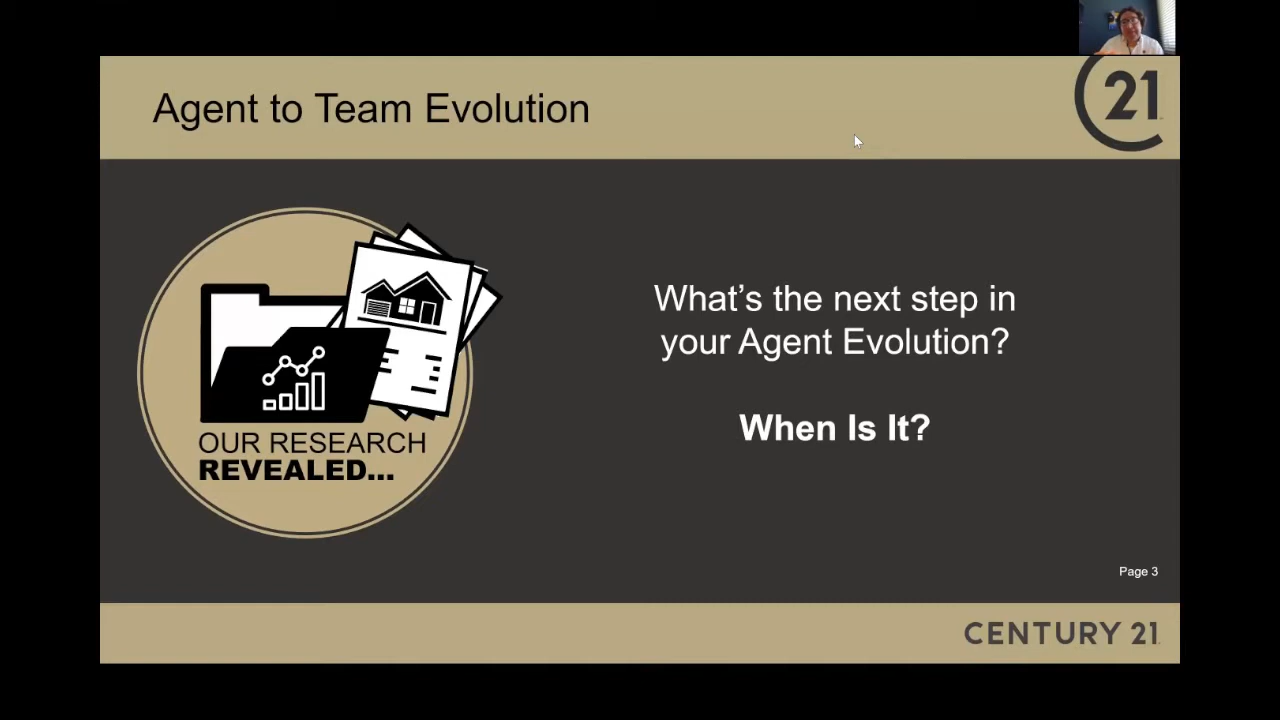 Agent to Team Evolution
C21
What’s the next step in
your Agent Evolution?
When Is It?
OUR RESEARCH
REVEALED...
Page 3
CENTURY 21